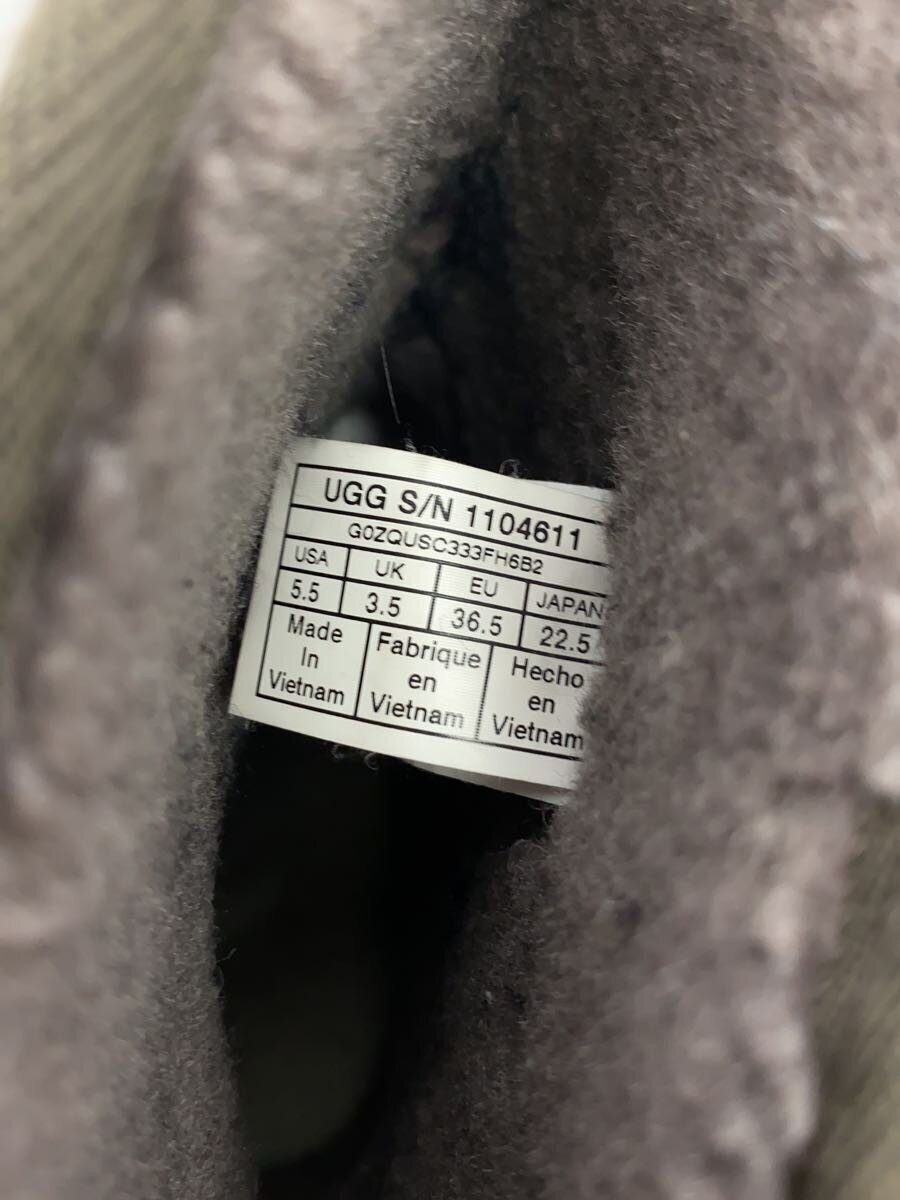 UGG S/N 1104611
G0ZQUSC333FH6B2
USA UK EU JAPAN
5.5 3.5 36.5 22.5
Made In Vietnam
Fabrique en Vietnam
Hecho en Vietnam